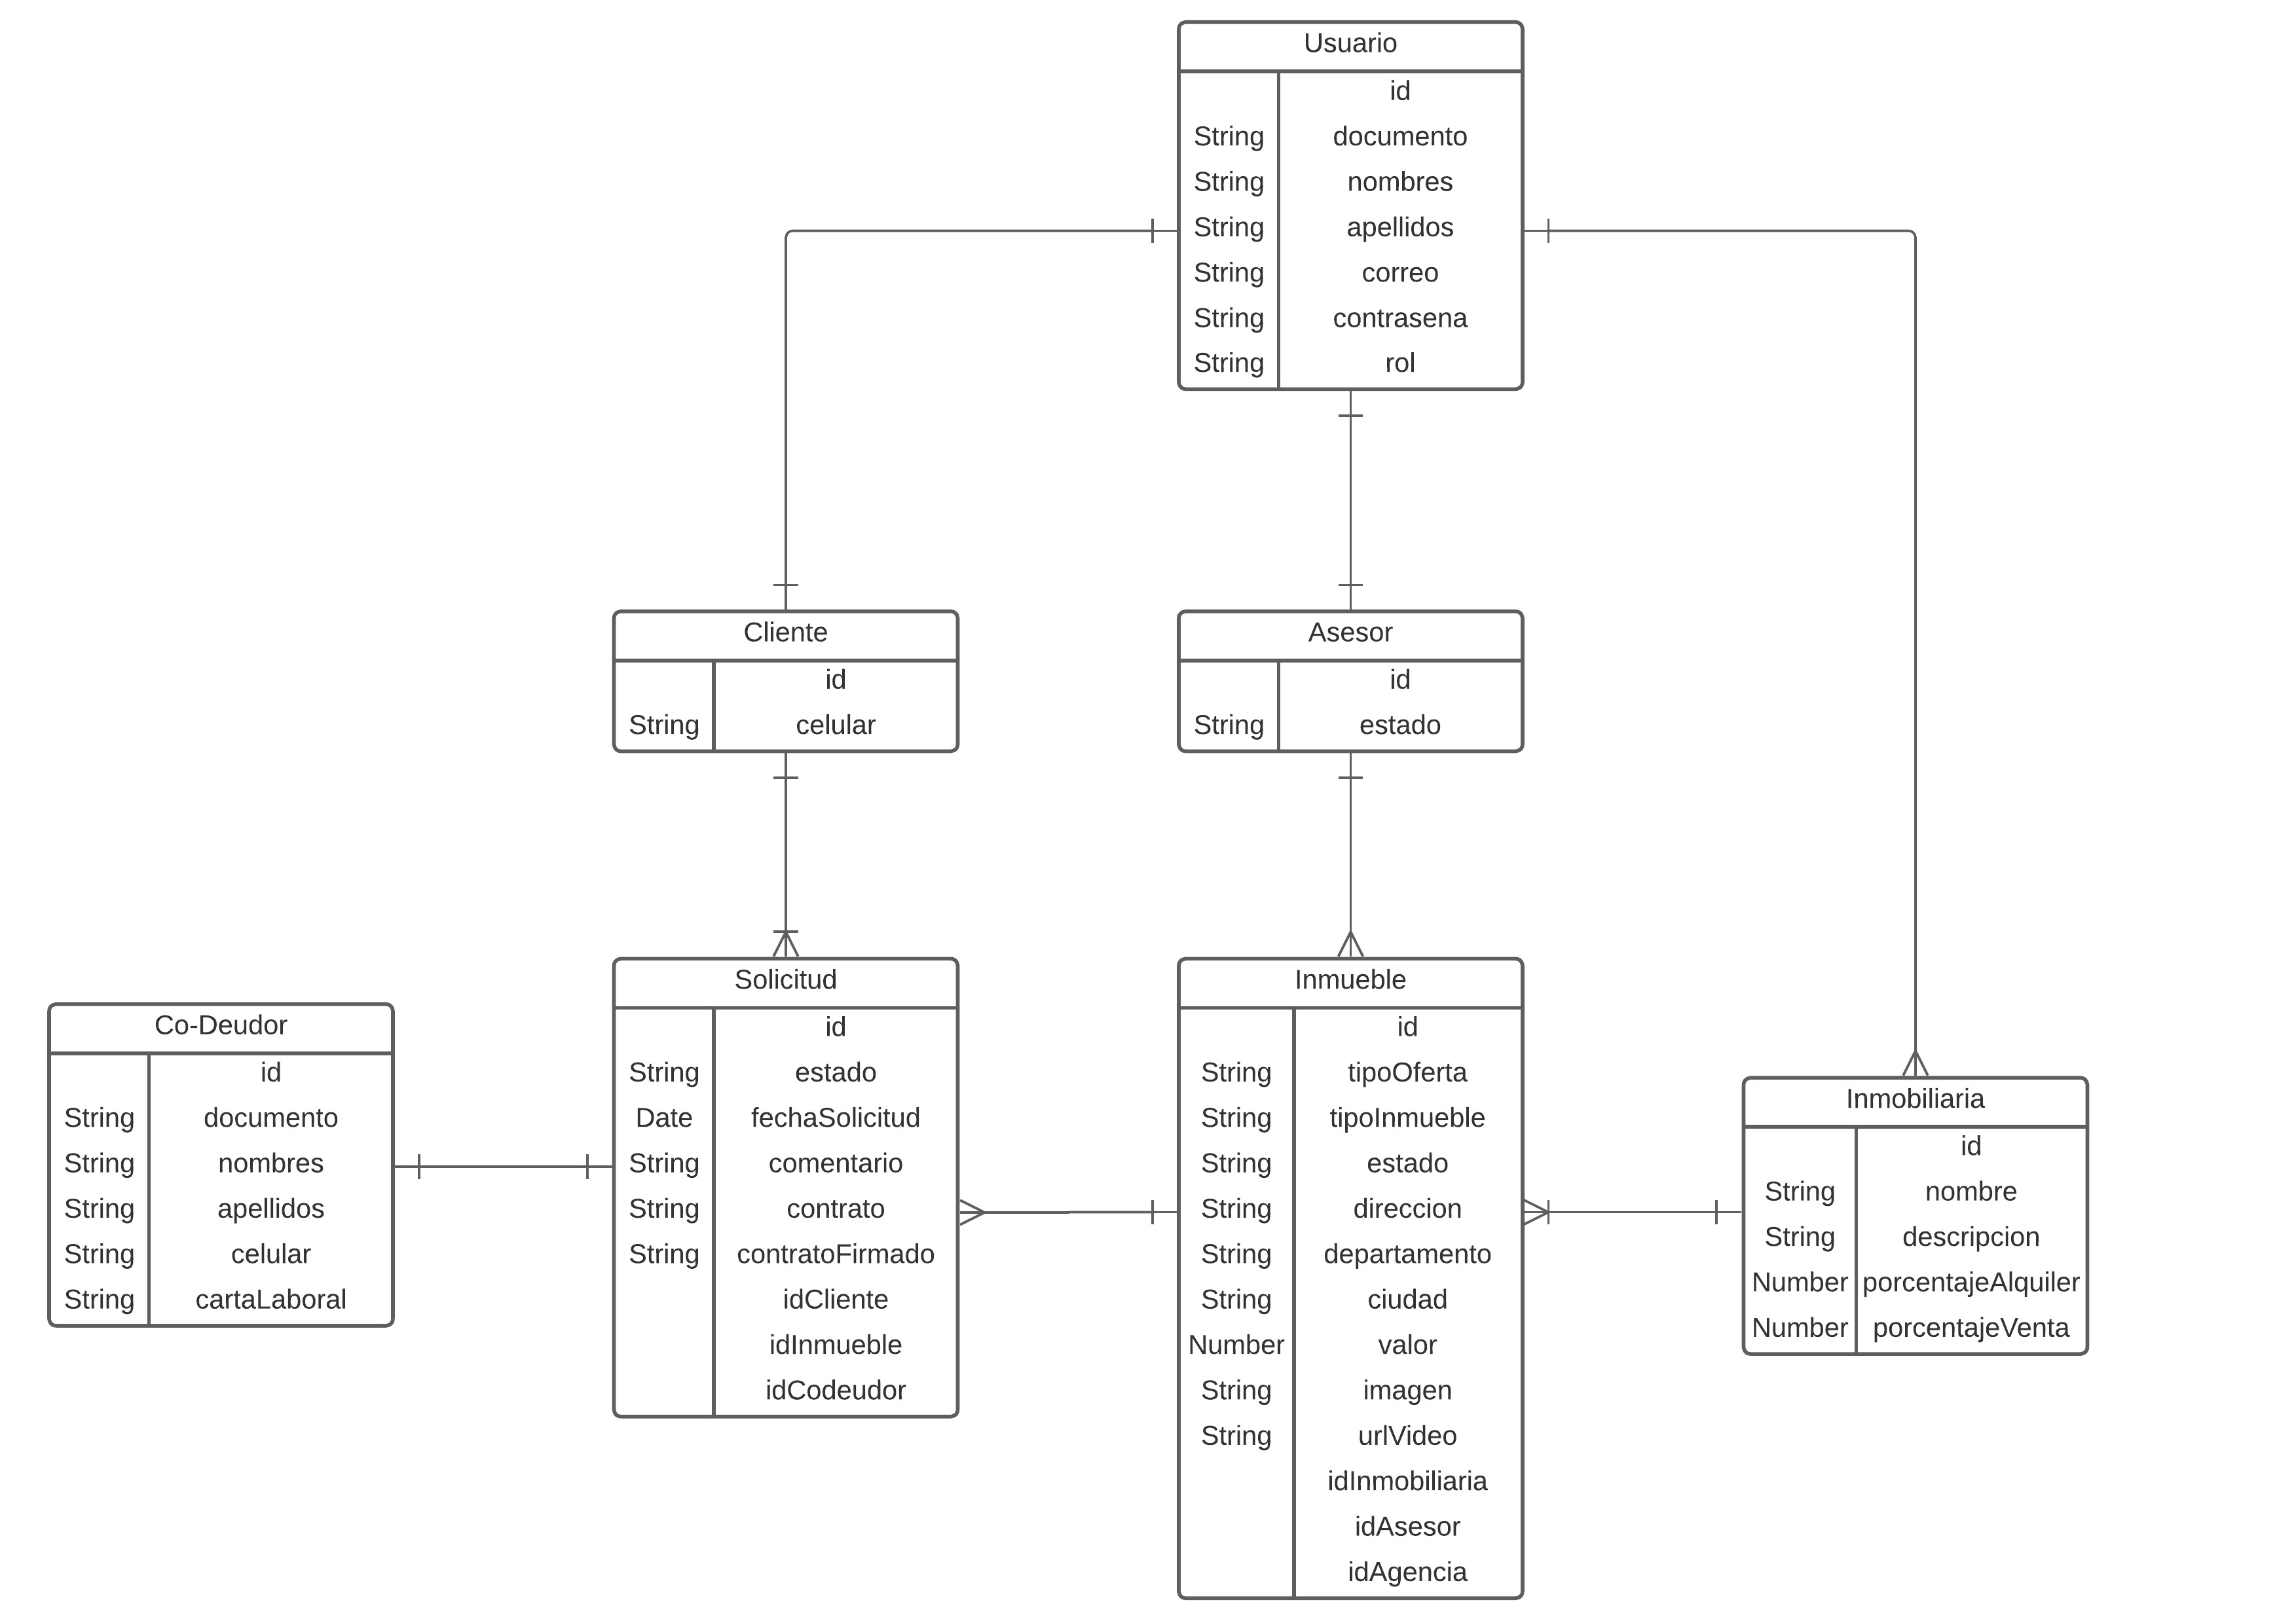 Usuario
id
String documento
String nombres
String apellidos
String correo
String contrasena
String rol
Cliente
id
String celular
Asesor
id
String estado
Co-Deudor
id
String documento
String nombres
String apellidos
String celular
String cartaLaboral
Solicitud
id
String estado
Date fechaSolicitud
String comentario
String contrato
String contratoFirmado
idCliente
idInmueble
idCodeudor
Inmueble
id
String tipoOferta
String tipoInmueble
String estado
String direccion
String departamento
String ciudad
Number valor
String imagen
String urlVideo
idInmobiliaria
idAsesor
idAgencia
Inmobiliaria
id
String nombre
String descripcion
Number porcentajeAlquiler
Number porcentajeVenta